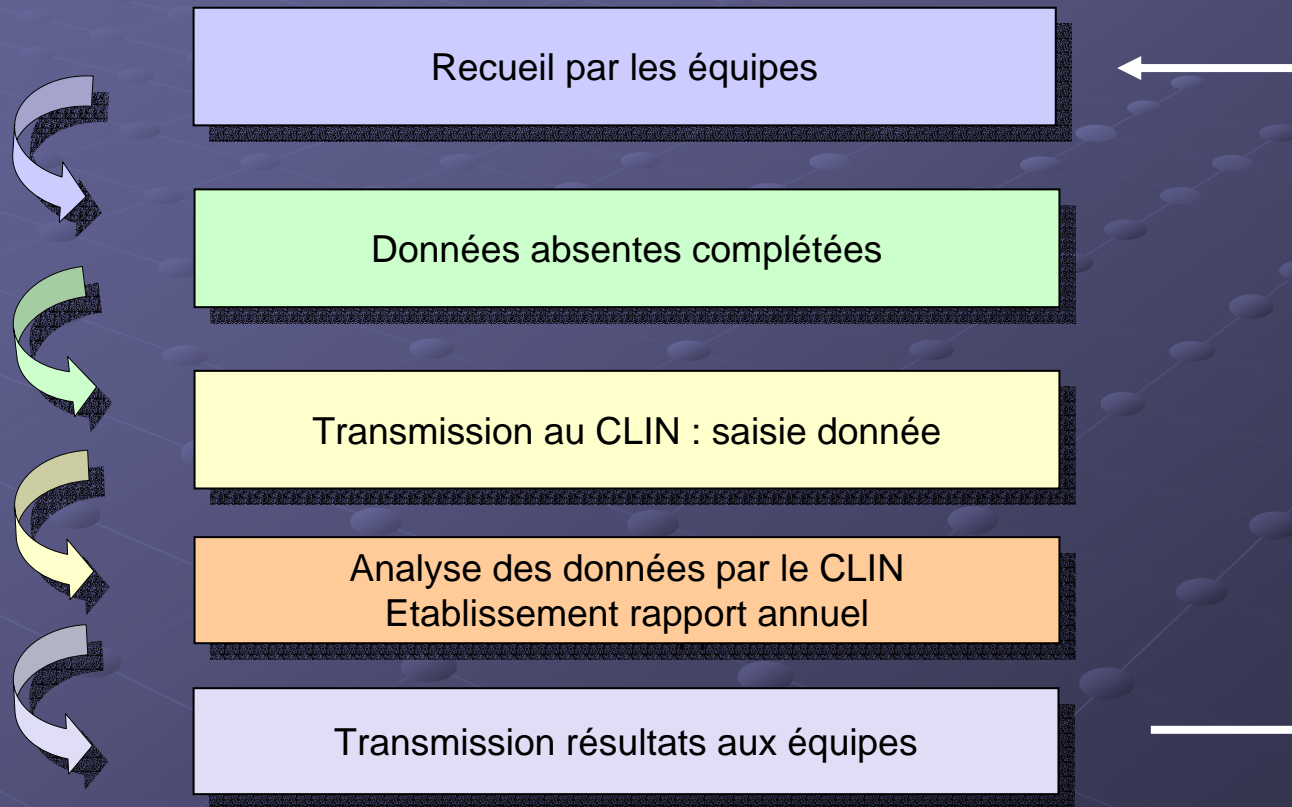 Recueil par les équipes
Données absentes complétées
Transmission au CLIN : saisie donnée
Analyse des données par le CLIN
Etablissement rapport annuel
Transmission résultats aux équipes